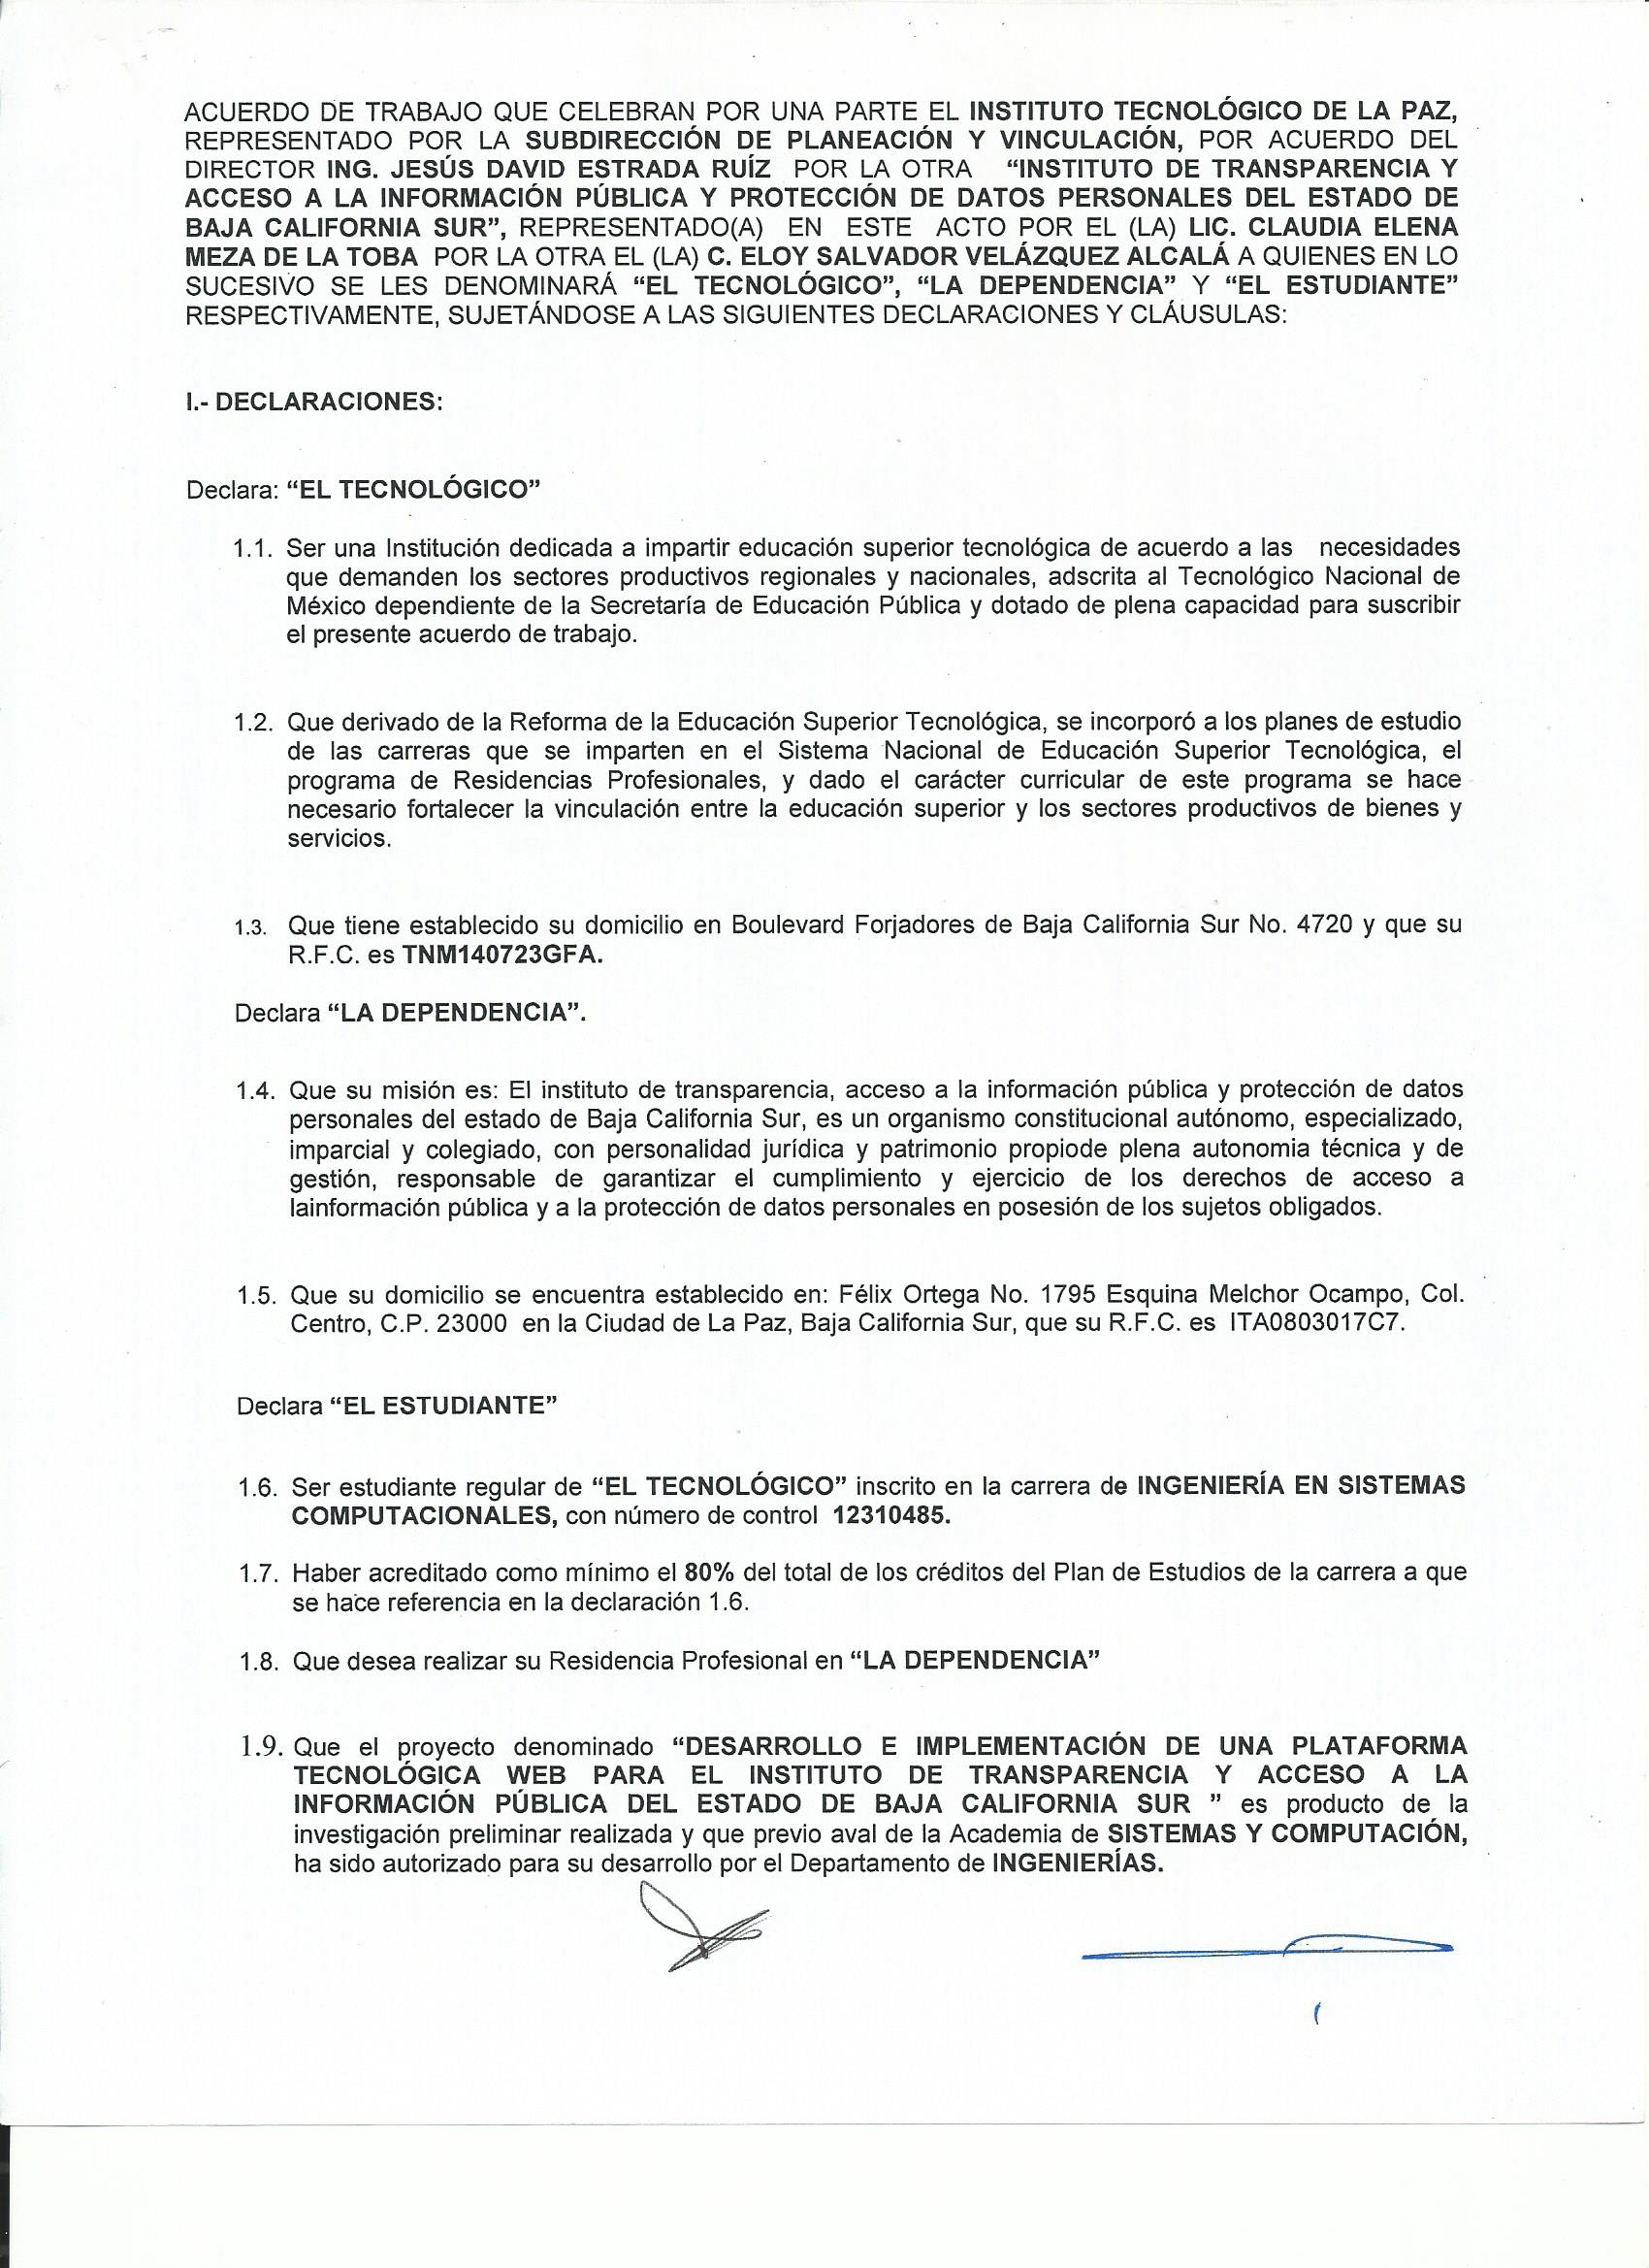 ACUERDO DE TRABAJO QUE CELEBRAN POR UNA PARTE EL INSTITUTO TECNOLÓGICO DE LA PAZ,
REPRESENTADO POR LA SUBDIRECCIÓN DE PLANEACIÓN Y VINCULACIÓN, POR ACUERDO DEL
DIRECTOR ING. JESÚS DAVID ESTRADA RUÍZ POR LA OTRA “INSTITUTO DE TRANSPARENCIA Y
ACCESO A LA INFORMACIÓN PÚBLICA Y PROTECCIÓN DE DATOS PERSONALES DEL ESTADO DE
BAJA CALIFORNIA SUR”, REPRESENTADO(A) EN ESTE ACTO POR EL (LA) LIC. CLAUDIA ELENA
MEZA DE LA TOBA POR LA OTRA EL (LA) C. ELOY SALVADOR VELÁZQUEZ ALCALÁ A QUIENES EN LO
SUCESIVO SE LES DENOMINARÁ “EL TECNOLÓGICO”, “LA DEPENDENCIA” Y “EL ESTUDIANTE”
RESPECTIVAMENTE, SUJETÁNDOSE A LAS SIGUIENTES DECLARACIONES Y CLÁUSULAS:
I.- DECLARACIONES:
Declara: “EL TECNOLÓGICO”
1.1. Ser una Institución dedicada a impartir educación superior tecnológica de acuerdo a las necesidades
que demanden los sectores productivos regionales y nacionales, adscrita al Tecnológico Nacional de
México dependiente de la Secretaría de Educación Pública y dotado de plena capacidad para suscribir
el presente acuerdo de trabajo.
1.2. Que derivado de la Reforma de la Educación Superior Tecnológica, se incorporó a los planes de estudio
de las carreras que se imparten en el Sistema Nacional de Educación Superior Tecnológica, el
programa de Residencias Profesionales, y dado el carácter curricular de este programa se hace
necesario fortalecer la vinculación entre la educación superior y los sectores productivos de bienes y
servicios.
1.3. Que tiene establecido su domicilio en Boulevard Forjadores de Baja California Sur No. 4720 y que su
R.F.C. es TNM140723GFA.
Declara “LA DEPENDENCIA”.
1.4. Que su misión es: El instituto de transparencia, acceso a la información pública y protección de datos
personales del estado de Baja California Sur, es un organismo constitucional autónomo, especializado,
imparcial y colegiado, con personalidad jurídica y patrimonio propiode plena autonomia técnica y de
gestión, responsable de garantizar el cumplimiento y ejercicio de los derechos de acceso a
lainformación pública y a la protección de datos personales en posesión de los sujetos obligados.
1.5. Que su domicilio se encuentra establecido en: Félix Ortega No. 1795 Esquina Melchor Ocampo, Col.
Centro, C.P. 23000 en la Ciudad de La Paz, Baja California Sur, que su R.F.C. es ITA0803017C7.
Declara “EL ESTUDIANTE”
1.6. Ser estudiante regular de “EL TECNOLÓGICO” inscrito en la carrera de INGENIERÍA EN SISTEMAS
COMPUTACIONALES, con número de control 12310485.
1.7. Haber acreditado como mínimo el 80% del total de los créditos del Plan de Estudios de la carrera a que
se hace referencia en la declaración 1.6.
1.8. Que desea realizar su Residencia Profesional en “LA DEPENDENCIA”
1.9. Que el proyecto denominado “DESARROLLO E IMPLEMENTACIÓN DE UNA PLATAFORMA
TECNOLÓGICA WEB PARA EL INSTITUTO DE TRANSPARENCIA Y ACCESO A LA
INFORMACIÓN PÚBLICA DEL ESTADO DE BAJA CALIFORNIA SUR ” es producto de la
investigación preliminar realizada y que previo aval de la Academia de SISTEMAS Y COMPUTACIÓN,
ha sido autorizado para su desarrollo por el Departamento de INGENIERÍAS.